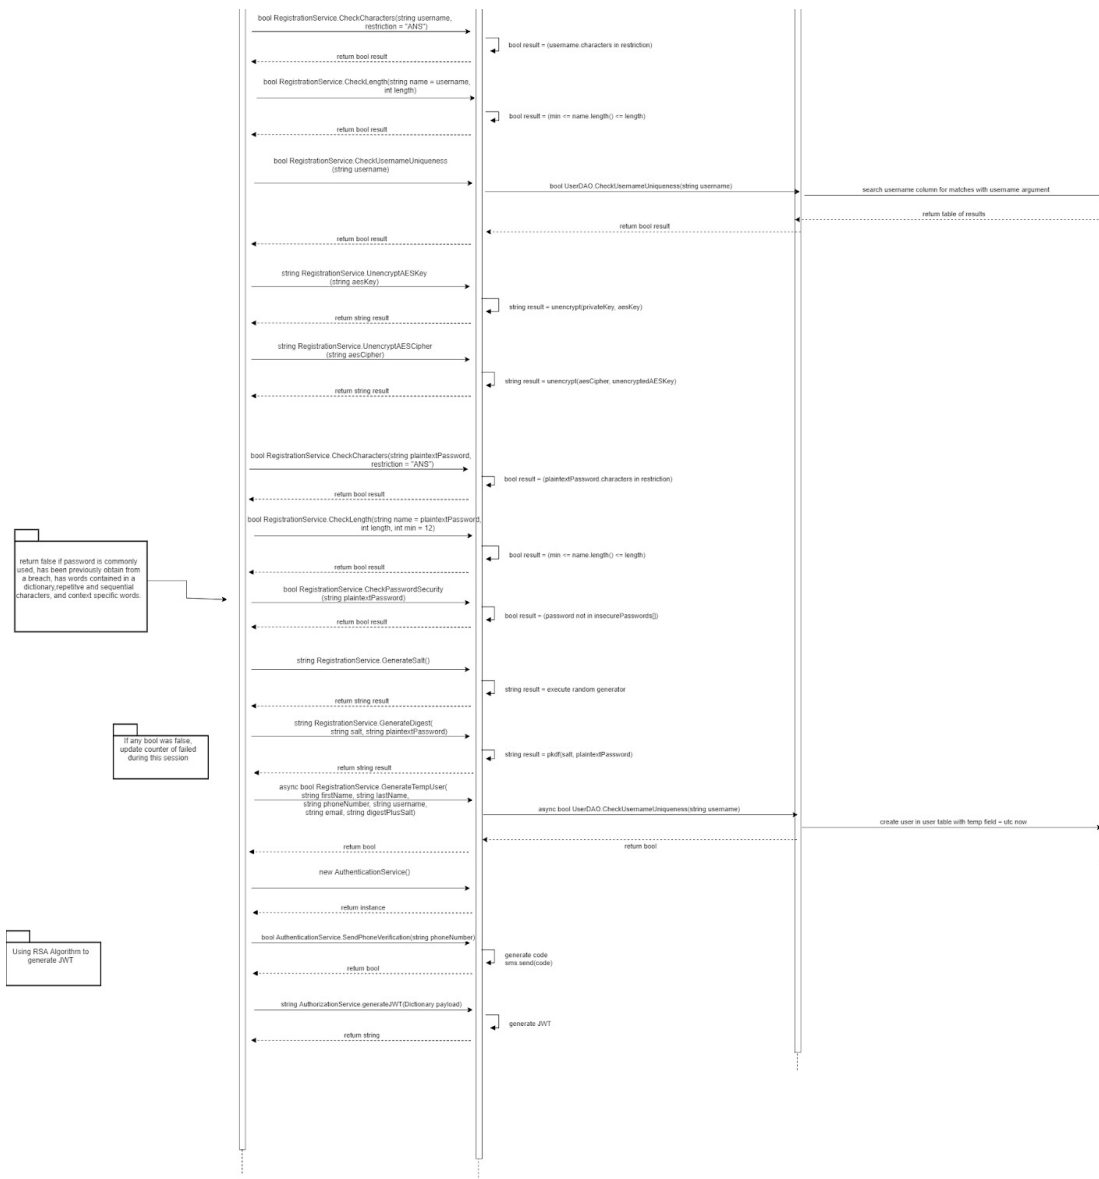 bool RegistrationService.CheckCharacters(string username,
restriction = "ANS")
bool result = (username.characters in restriction)
return bool result
bool RegistrationService.CheckLength(string name = username,
int length)
bool result = (min <= name.length() <= length)
return bool result
bool RegistrationService.CheckUsernameUniqueness
(string username)
bool UserDAO.CheckUsernameUniqueness(string username)
search username column for matches with username argument
return table of results
return bool result
return bool result
string RegistrationService.UnencryptAESKey
(string aesKey)
string result = unencrypt(privateKey, aesKey)
return string result
string RegistrationService.UnencryptAESCipher
(string aesCipher)
string result = unencrypt(aesCipher, unencryptedAESKey)
return string result
bool RegistrationService.CheckCharacters(string plaintextPassword,
restriction = "ANS")
bool result = (plaintextPassword.characters in restriction)
return bool result
bool RegistrationService.CheckLength(string name = plaintextPassword,
int length, int min = 12)
bool result = (min <= name.length() <= length)
return bool result
return false if password is commonly
used, has been previously obtain from
a breach, has words contained in a
dictionary,repetitve and sequential
characters, and context specific words.
bool RegistrationService.CheckPasswordSecurity
(string plaintextPassword)
bool result = (password not in insecurePasswords[])
return bool result
string RegistrationService.GenerateSalt()
string result = execute random generator
return string result
string RegistrationService.GenerateDigest(
string salt, string plaintextPassword)
If any bool was false,
update counter of failed
during this session
string result = pkdf(salt, plaintextPassword)
return string result
async bool RegistrationService.GenerateTempUser(
string firstName, string lastName,
string phoneNumber, string username,
string email, string digestPlusSalt)
async bool UserDAO.CheckUsernameUniqueness(string username)
create user in user table with temp field = utc now
return bool
return bool
new AuthenticationService()
return instance
bool AuthenticationService.SendPhoneVerification(string phoneNumber)
Using RSA Algorithm to
generate JWT
generate code
sms.send(code)
return bool
string AuthorizationService.generateJWT(Dictionary payload)
generate JWT
return string